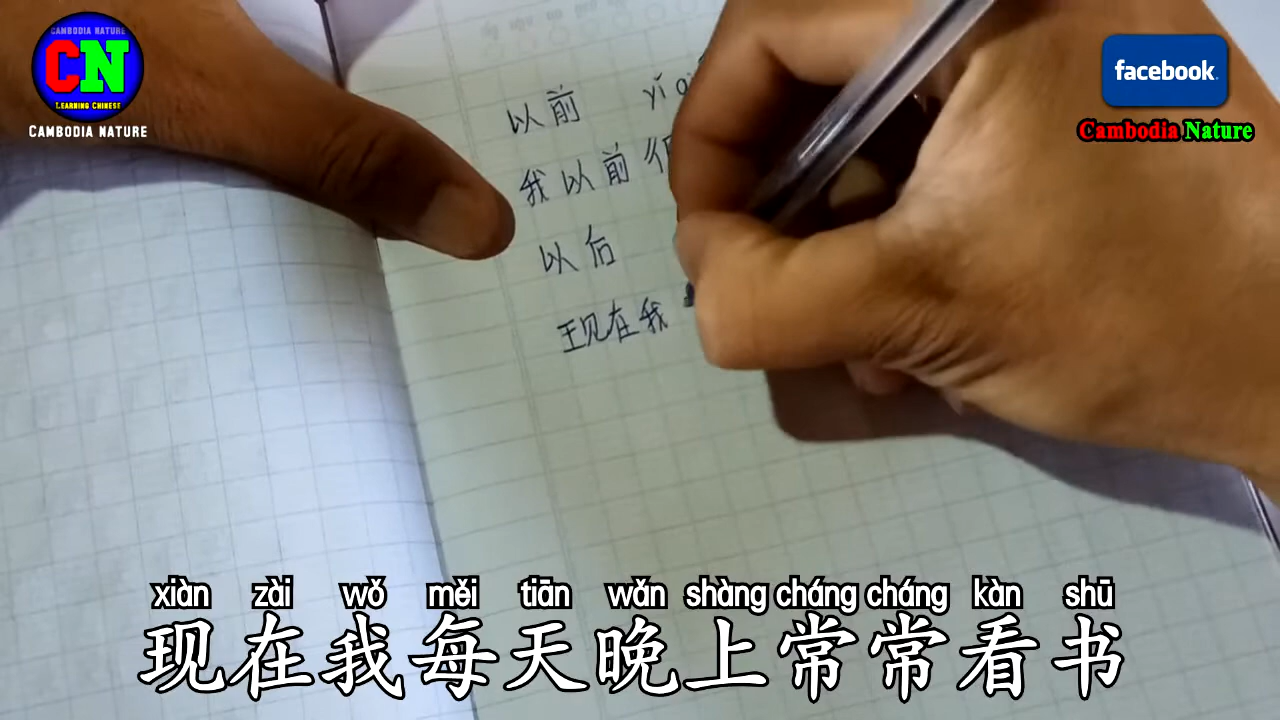 CAMBODIA NATURE
CN
LEARNING CHINESE
CAMBODIA NATURE
facebook
Cambodia Nature
以前 yǐ
我以前
以后
现在我
xiàn zài wǒ měi tiān wǎn shàng cháng cháng kàn shū
现在我每天晚上常常看书